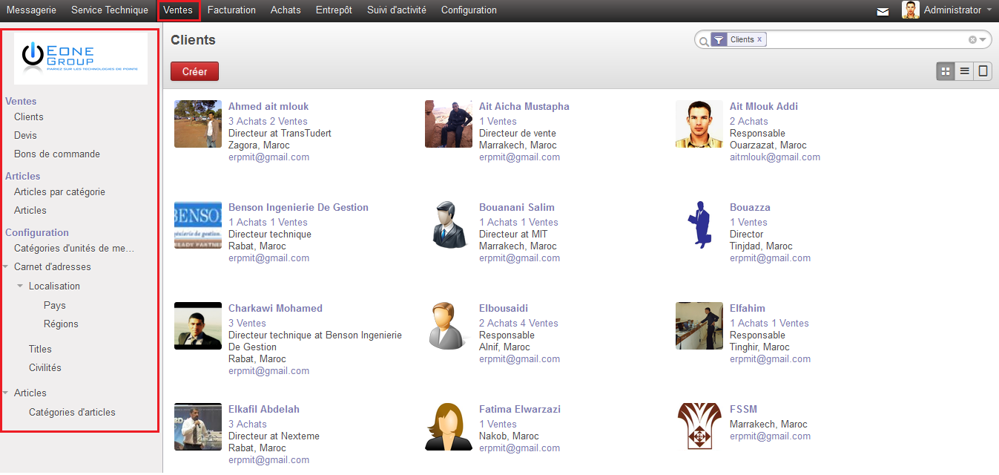 Messagerie Service Technique Ventes Facturation Achats Entrepôt Suivi d'activité Configuration Administrator
EONE
GROUP
PARIEZ SUR LES TECHNOLOGIES DE POINTE
Ventes
Clients
Devis
Bons de commande
Articles
Articles par catégorie
Articles
Configuration
Catégories d'unités de me...
Carnet d'adresses
Localisation
Pays
Régions
Titles
Civilités
Articles
Catégories d'articles
Clients
Clients x
Créer
Ahmed ait mlouk
3 Achats 2 Ventes
Directeur at TransTudert
Zagora, Maroc
erpmit@gmail.com
Ait Aicha Mustapha
1 Ventes
Directeur de vente
Marrakech, Maroc
erpmit@gmail.com
Ait Mlouk Addi
2 Achats
Responsable
Ouarzazat, Maroc
aitmlouk@gmail.com
BENSO
génierie de gestion.
EADY PARTNE
Benson Ingenierie De Gestion
1 Achats 1 Ventes
Directeur technique
Rabat, Maroc
erpmit@gmail.com
Bouanani Salim
1 Achats 1 Ventes
Directeur at MIT
Marrakech, Maroc
erpmit@gmail.com
Bouazza
1 Ventes
Director
Tinjdad, Maroc
erpmit@gmail.com
Charkawi Mohamed
3 Ventes
Directeur technique at Benson Ingenierie
De Gestion
Rabat, Maroc
erpmit@gmail.com
Elbousaidi
2 Achats 4 Ventes
Responsable
Alnif, Maroc
erpmit@gmail.com
Elfahim
1 Achats 1 Ventes
Responsable
Tinghir, Maroc
erpmit@gmail.com
Elkafil Abdelah
3 Achats
Directeur at Nexteme
Rabat, Maroc
erpmit@gmail.com
Fatima Elwarzazi
1 Ventes
Nakob, Maroc
erpmit@gmail.com
FSSM
Marrakech, Maroc
erpmit@gmail.com